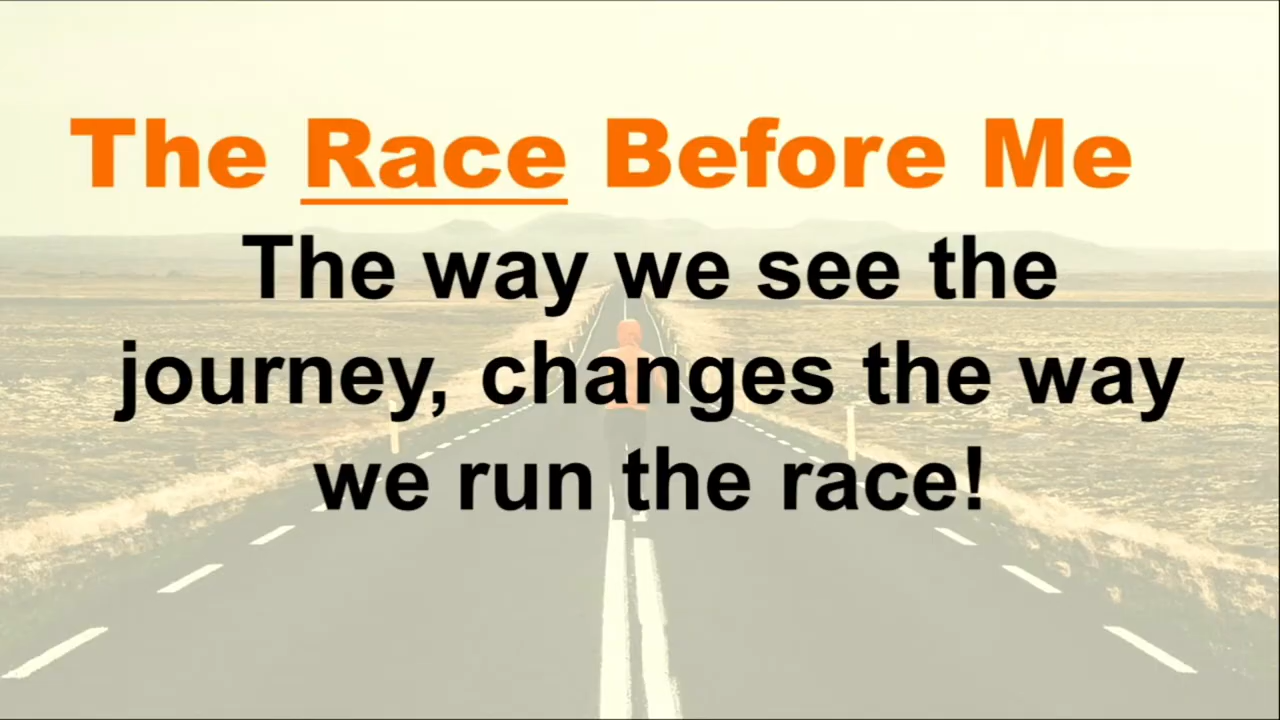 The Race Before Me
The way we see the
journey, changes the way
we run the race!